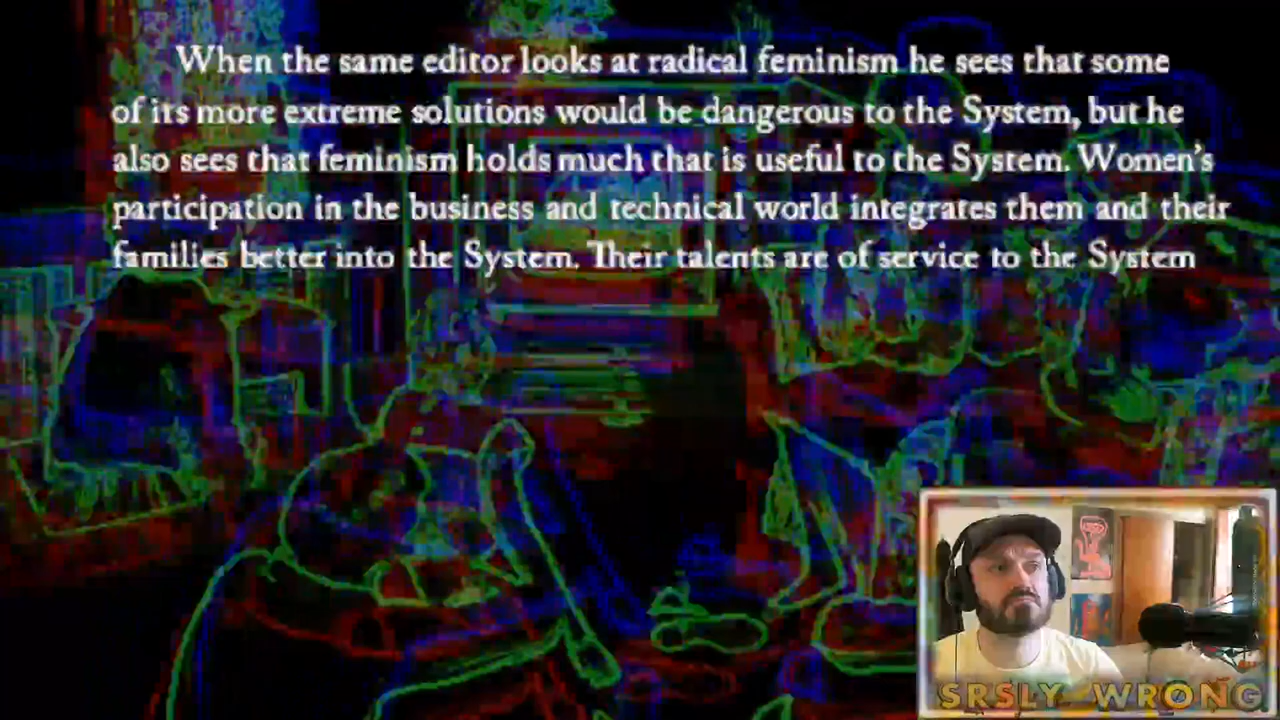 When the same editor looks at radical feminism he sees that some
of its more extreme solutions would be dangerous to the System, but he
also sees that feminism holds much that is useful to the System. Women's
participation in the business and technical world integrates them and their
families better into the System. Their talents are of service to the System
SRSLY WRONG